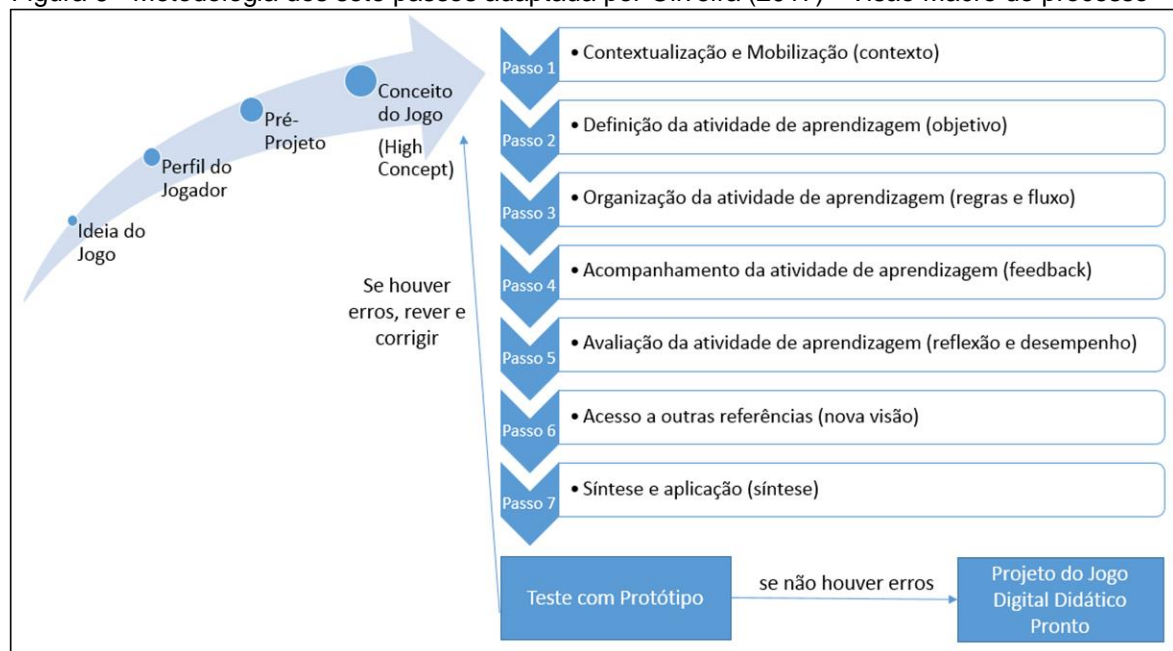 Ideia do
Jogo
Perfil do
Jogador
Pré-
Projeto
Conceito
do Jogo
(High
Concept)
Passo 1
• Contextualização e Mobilização (contexto)
Passo 2
• Definição da atividade de aprendizagem (objetivo)
Passo 3
• Organização da atividade de aprendizagem (regras e fluxo)
Passo 4
• Acompanhamento da atividade de aprendizagem (feedback)
Passo 5
• Avaliação da atividade de aprendizagem (reflexão e desempenho)
Passo 6
• Acesso a outras referências (nova visão)
Passo 7
• Síntese e aplicação (síntese)
Se houver
erros, rever e
corrigir
Teste com Protótipo
se não houver erros
Projeto do Jogo
Digital Didático
Pronto